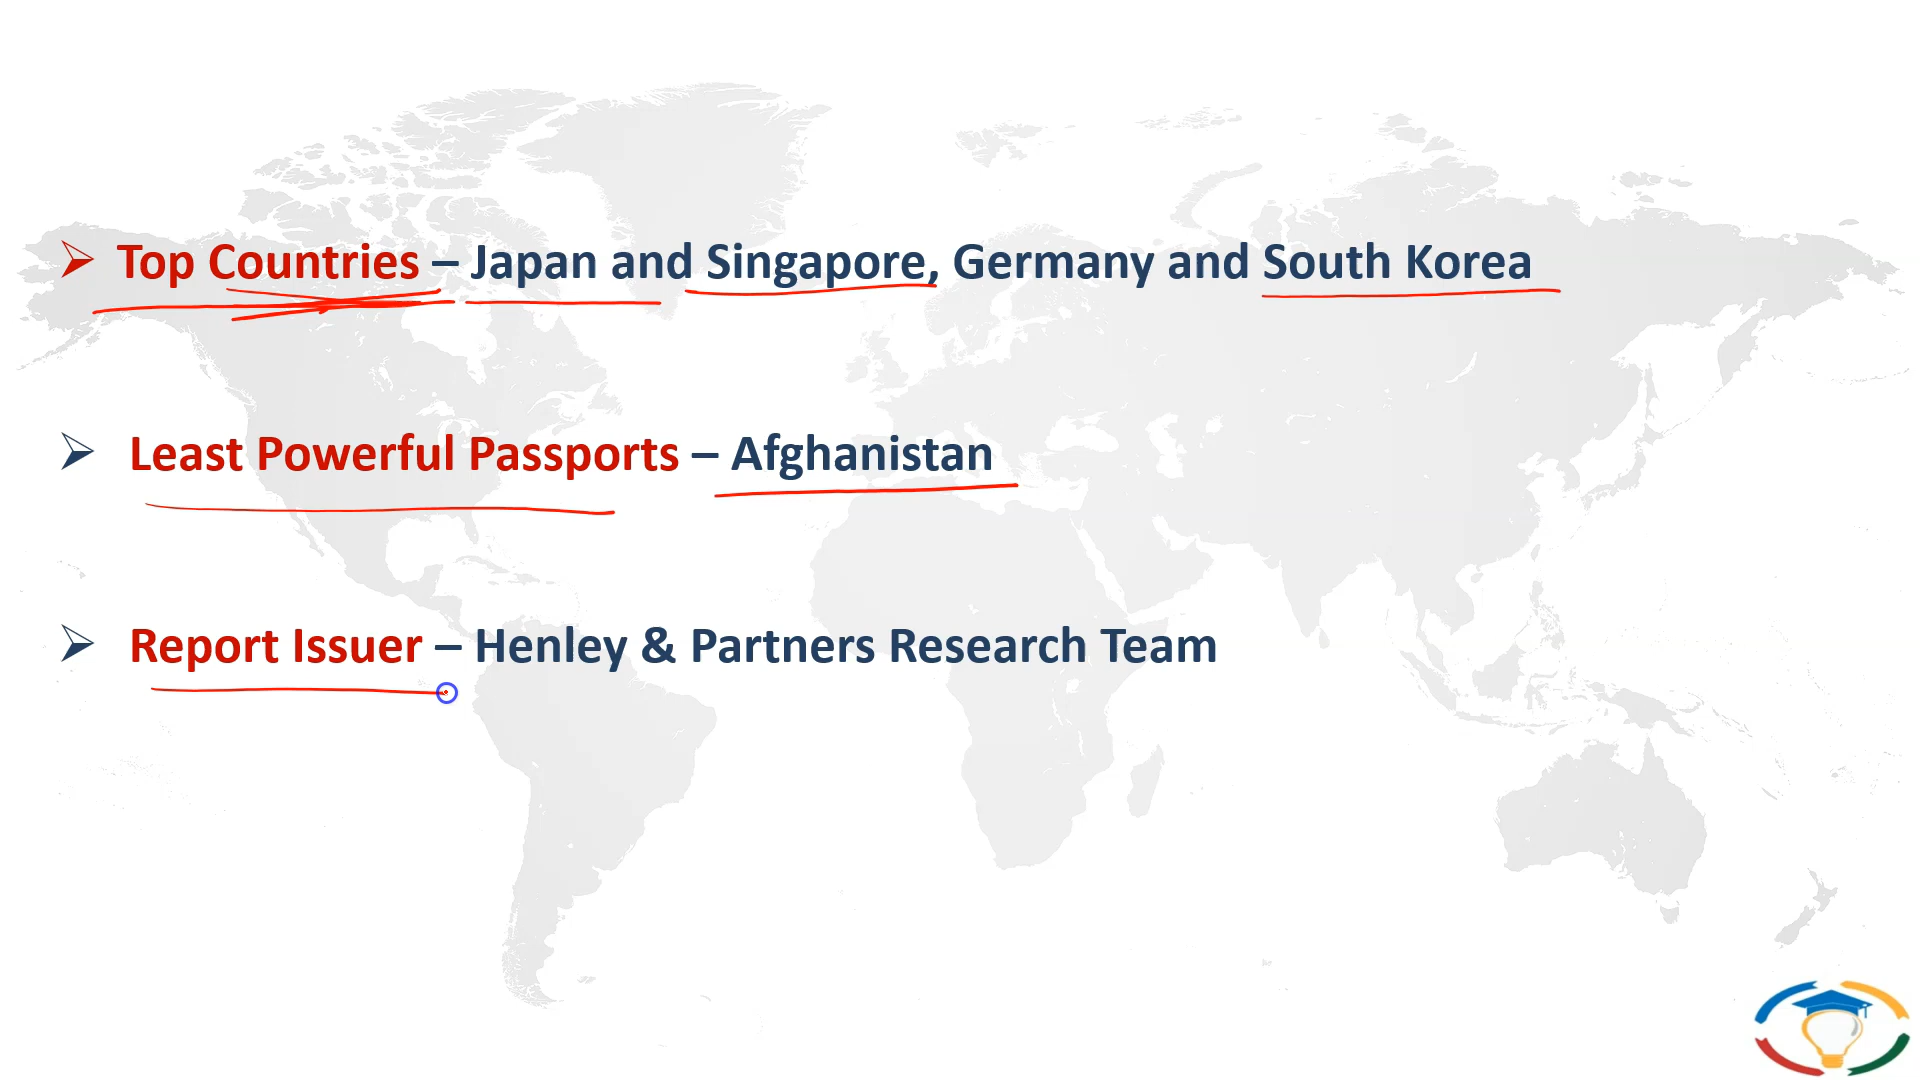 Top Countries – Japan and Singapore, Germany and South Korea
Least Powerful Passports – Afghanistan
Report Issuer – Henley & Partners Research Team